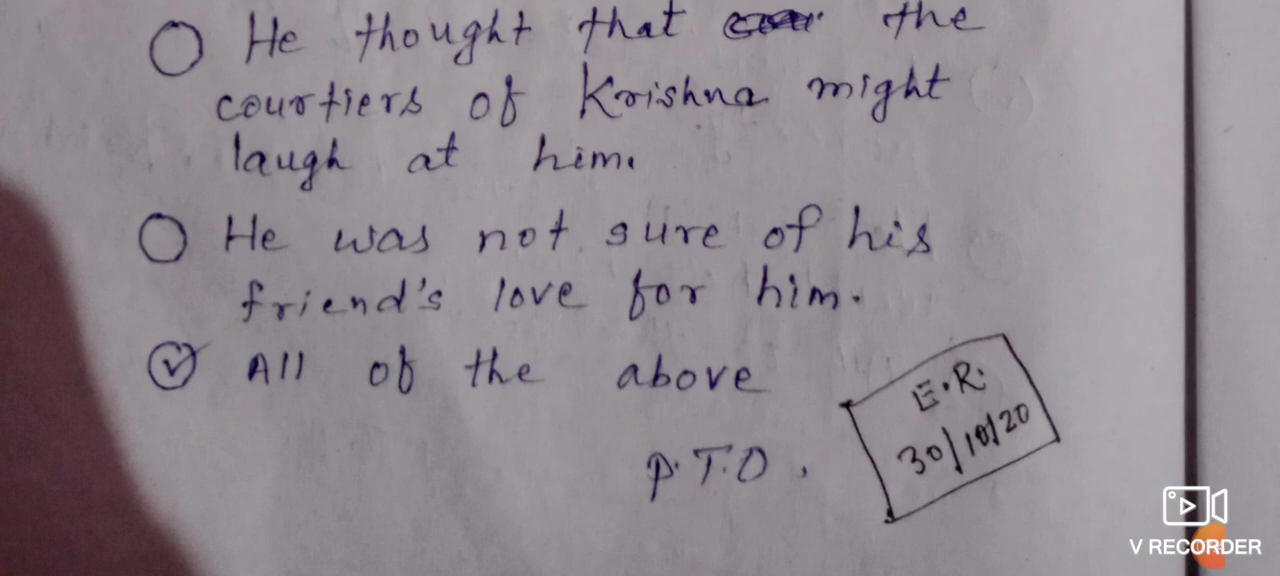 He thought that the
courtiers of Krishna might
laugh at him.
He was not sure of his
friend's love for him.
All of the above
E.R.
30/10/20
P.T.O.
V RECORDER